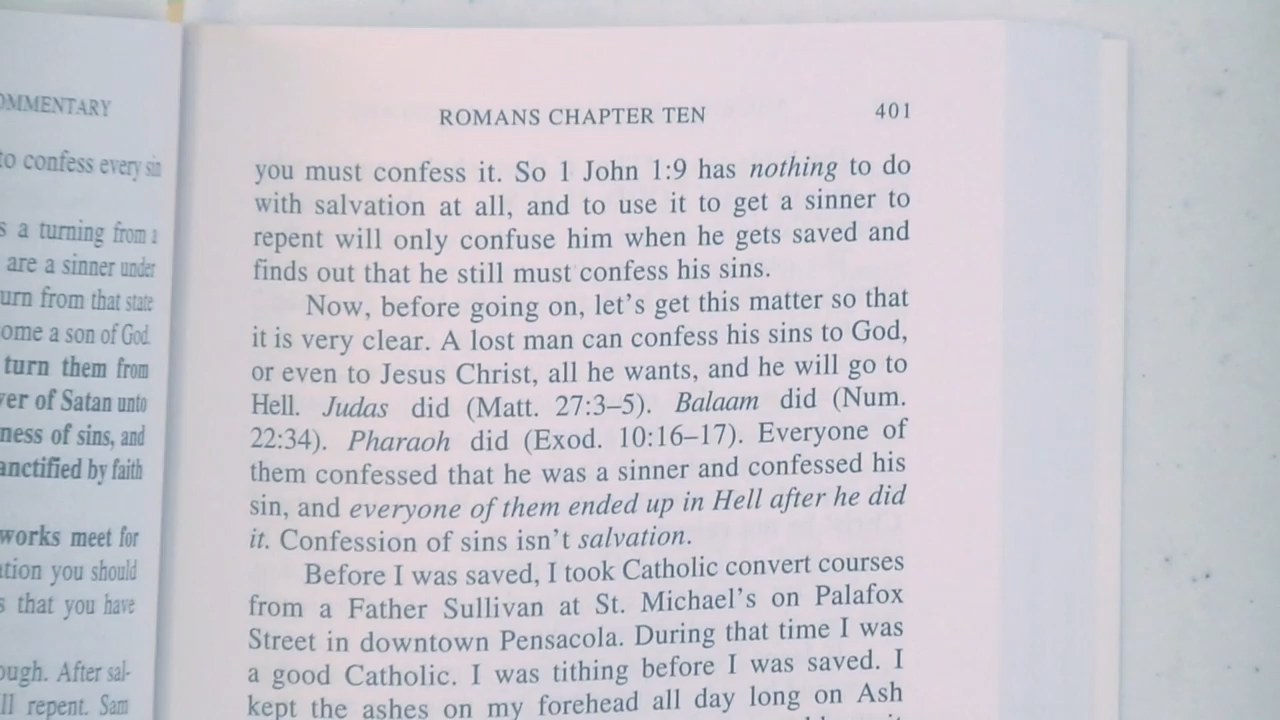 OMMENTARY
to confess every sin
s a turning from a
are a sinner under
urn from that state
ome a son of God.
turn them from
ver of Satan unto
ness of sins, and
anctified by faith
works meet for
ation you should
s that you have
ough. After sal-
ll repent. Sam
ROMANS CHAPTER TEN 401
you must confess it. So 1 John 1:9 has nothing to do
with salvation at all, and to use it to get a sinner to
repent will only confuse him when he gets saved and
finds out that he still must confess his sins.
Now, before going on, let's get this matter so that
it is very clear. A lost man can confess his sins to God,
or even to Jesus Christ, all he wants, and he will go to
Hell. Judas did (Matt. 27:3–5). Balaam did (Num.
22:34). Pharaoh did (Exod. 10:16–17). Everyone of
them confessed that he was a sinner and confessed his
sin, and everyone of them ended up in Hell after he did
it. Confession of sins isn't salvation.
Before I was saved, I took Catholic convert courses
from a Father Sullivan at St. Michael's on Palafox
Street in downtown Pensacola. During that time I was
a good Catholic. I was tithing before I was saved. I
kept the ashes on my forehead all day long on Ash